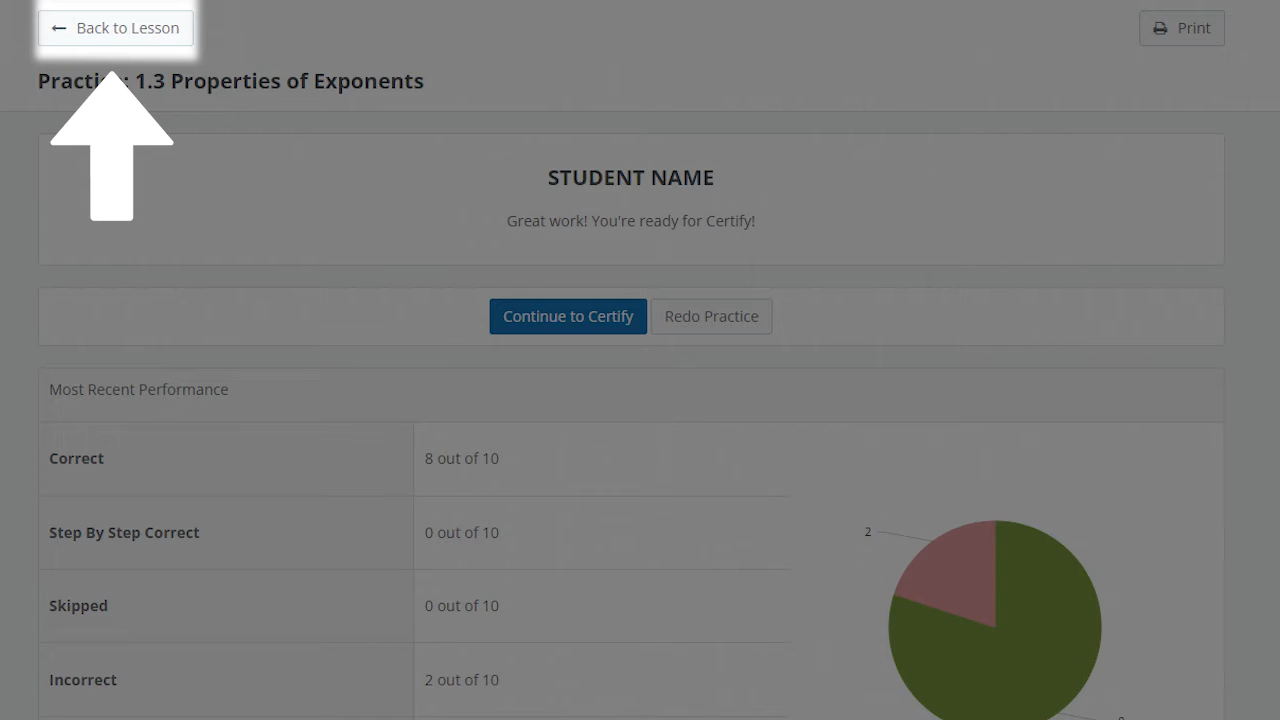 Back to Lesson
Print
Practice: 1.3 Properties of Exponents
STUDENT NAME
Great work! You're ready for Certify!
Continue to Certify
Redo Practice
Most Recent Performance
Correct
8 out of 10
Step By Step Correct
0 out of 10
Skipped
0 out of 10
Incorrect
2 out of 10
2